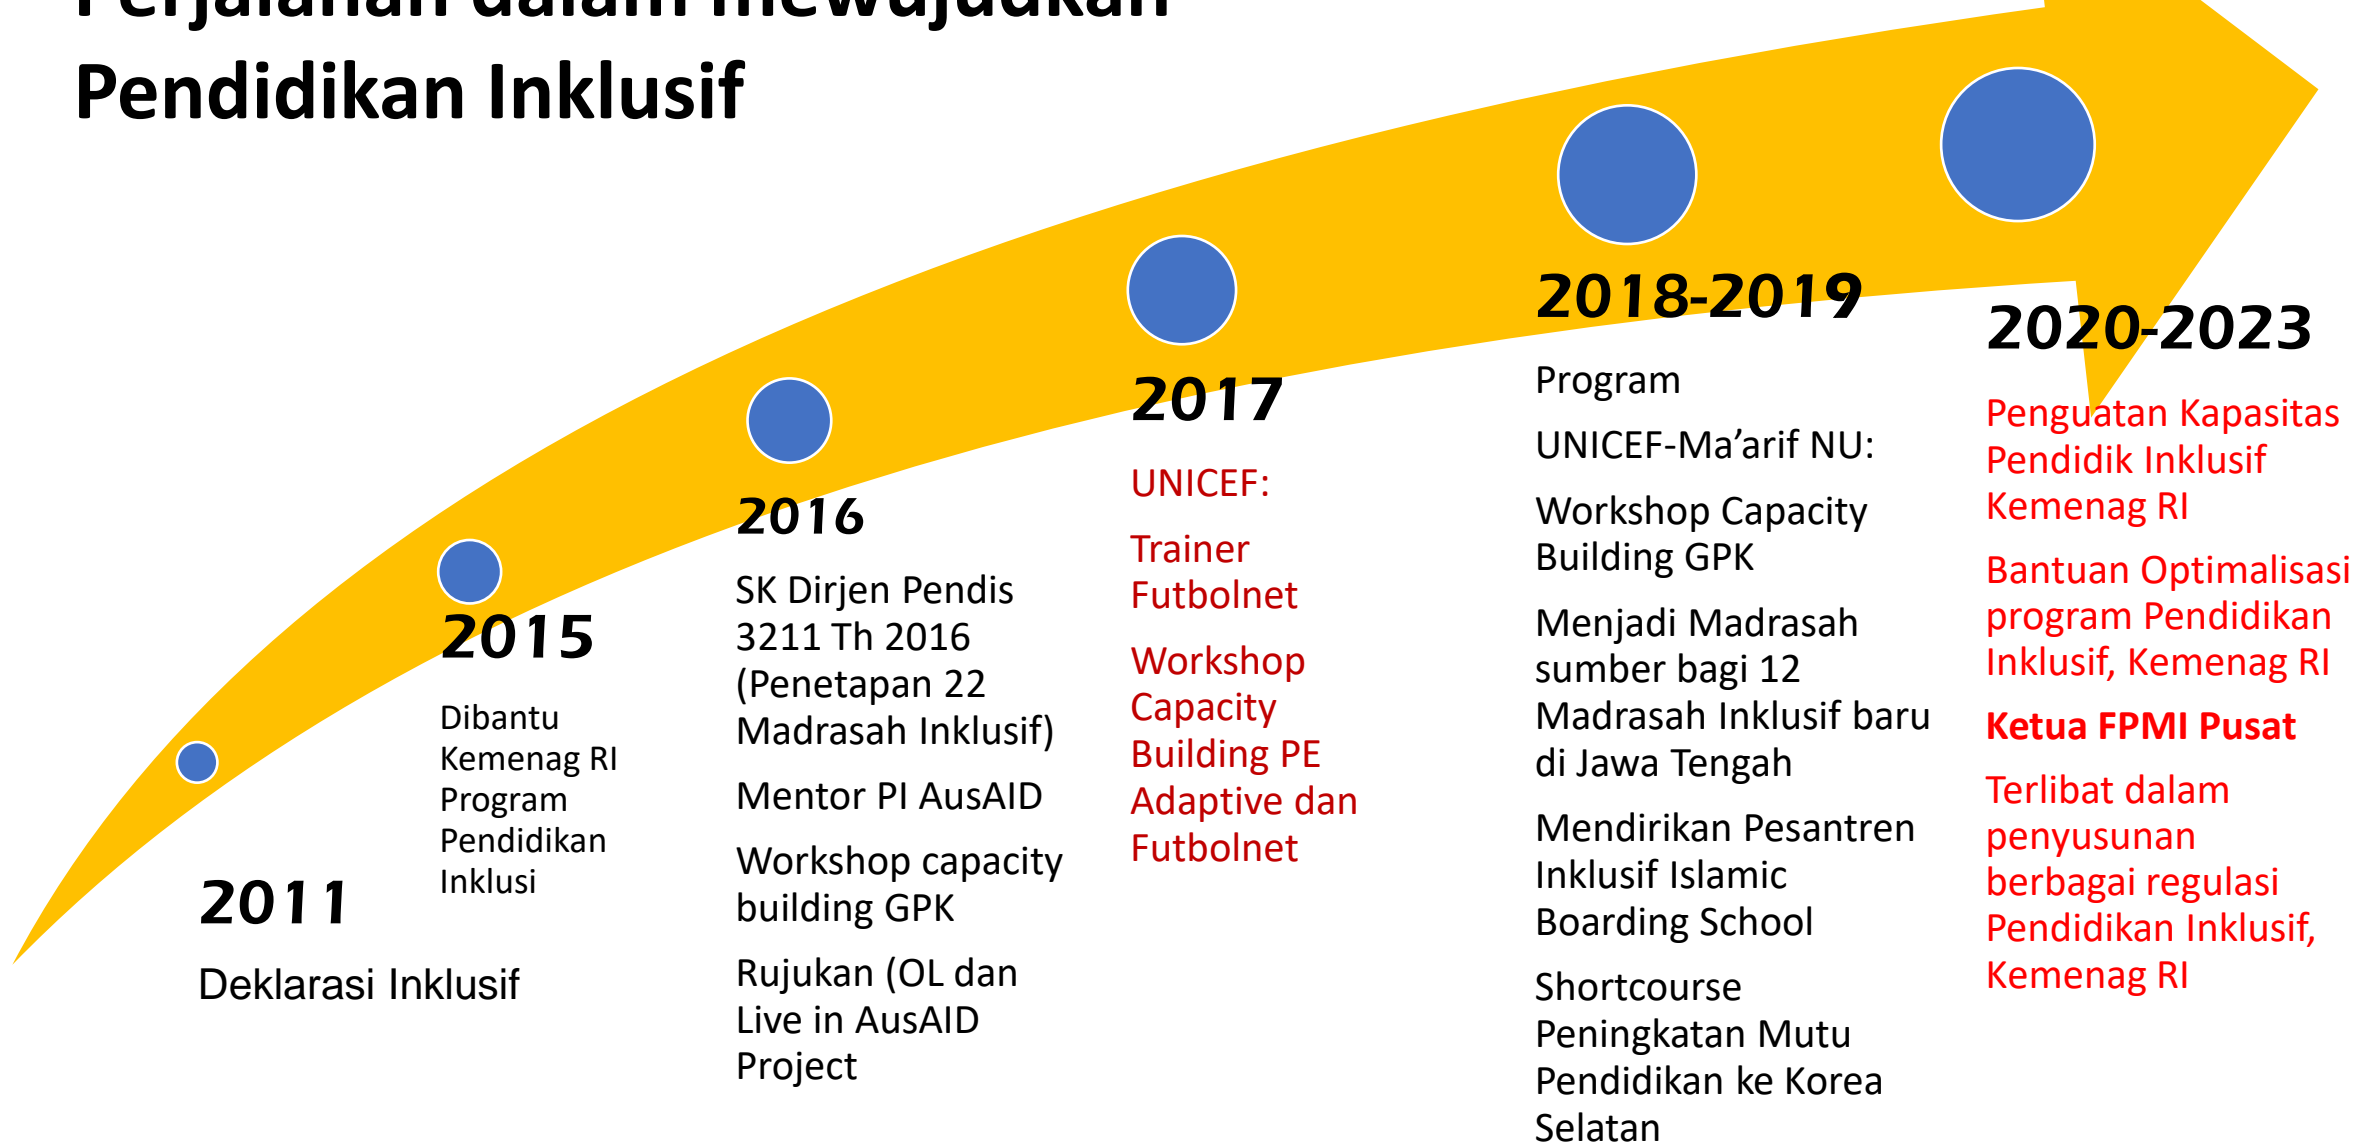 Perjalanan dalam mewujudkan
Pendidikan Inklusif
2011
Deklarasi Inklusif
2015
Dibantu
Kemenag RI
Program
Pendidikan
Inklusi
2016
SK Dirjen Pendis
3211 Th 2016
(Penetapan 22
Madrasah Inklusif)
Mentor PI AusAID
Workshop capacity
building GPK
Rujukan (OL dan
Live in AusAID
Project
2017
UNICEF:
Trainer
Futbolnet
Workshop
Capacity
Building PE
Adaptive dan
Futbolnet
2018-2019
Program
UNICEF-Ma’arif NU:
Workshop Capacity
Building GPK
Menjadi Madrasah
sumber bagi 12
Madrasah Inklusif baru
di Jawa Tengah
Mendirikan Pesantren
Inklusif Islamic
Boarding School
Shortcourse
Peningkatan Mutu
Pendidikan ke Korea
Selatan
2020-2023
Penguatan Kapasitas
Pendidik Inklusif
Kemenag RI
Bantuan Optimalisasi
program Pendidikan
Inklusif, Kemenag RI
Ketua FPMI Pusat
Terlibat dalam
penyusunan
berbagai regulasi
Pendidikan Inklusif,
Kemenag RI